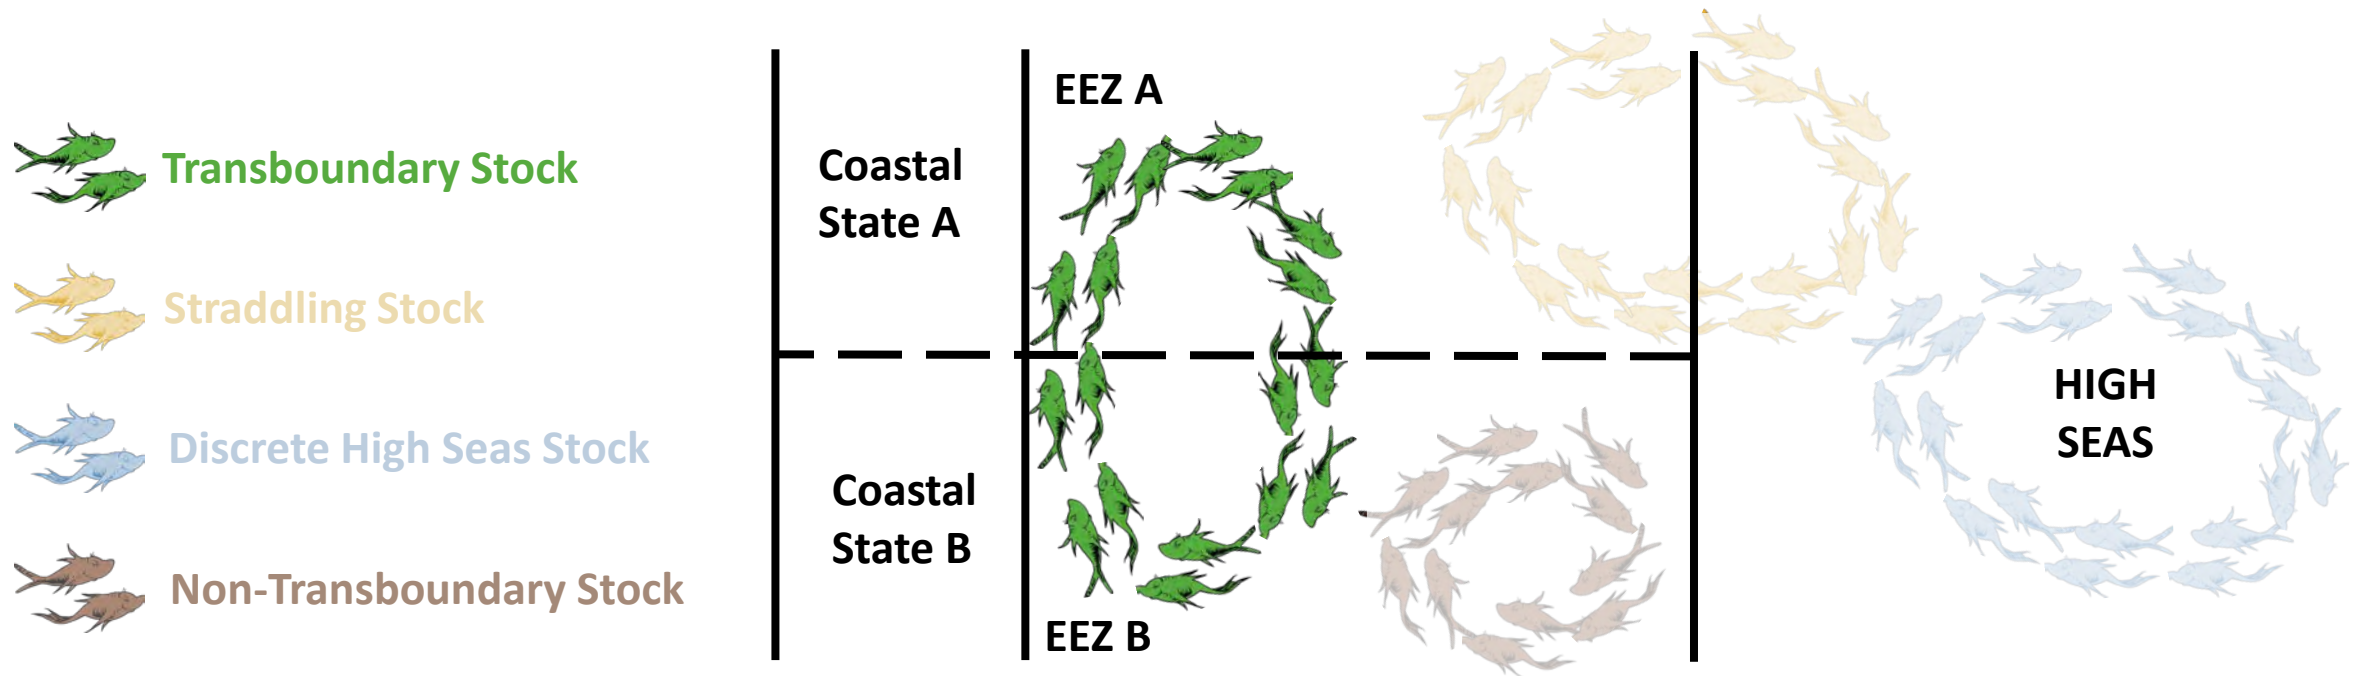 Transboundary Stock
Straddling Stock
Discrete High Seas Stock
Non-Transboundary Stock
Coastal
State A
Coastal
State B
EEZ A
EEZ B
HIGH
SEAS